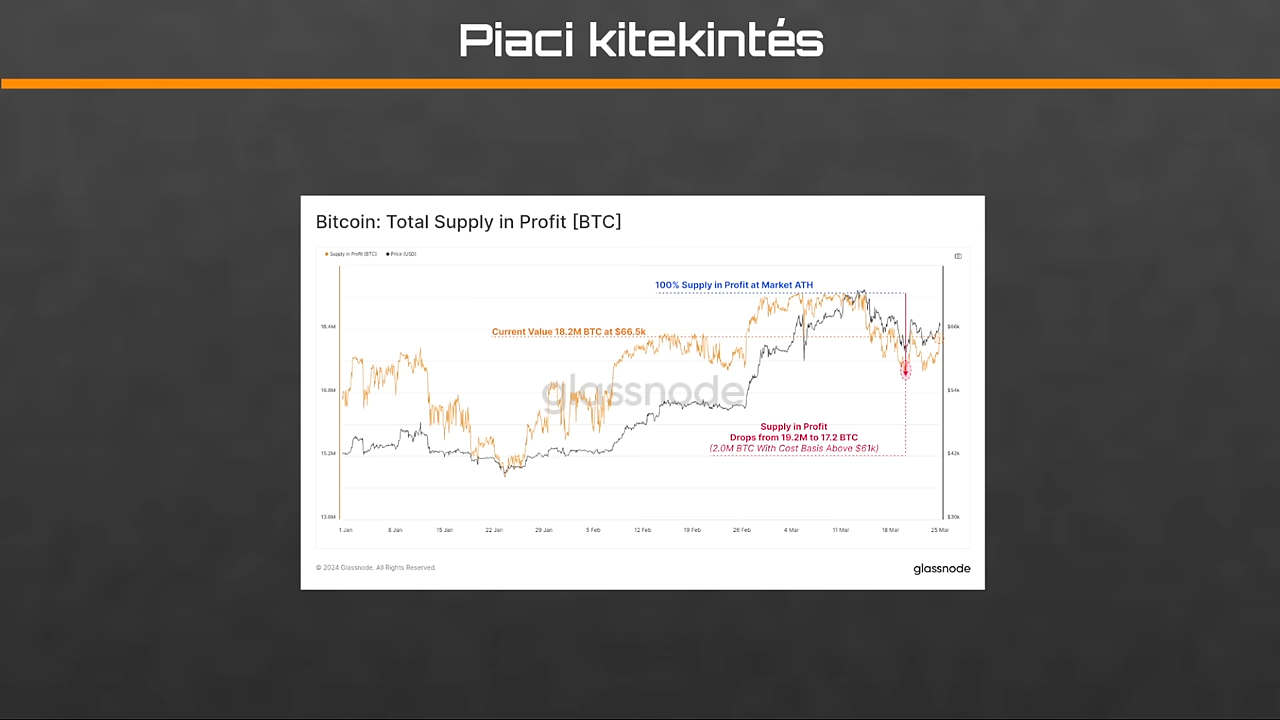 Piaci kitekintés
Bitcoin: Total Supply in Profit [BTC]
Supply in Profit [BTC] Price [USD]
100% Supply in Profit at Market ATH
Current Value 18.2M BTC at $66.5k
18.4M
$66k
glassnode
16.8M
$54k
Supply in Profit
Drops from 19.2M to 17.2 BTC
(2.0M BTC With Cost Basis Above $61k)
15.2M
$42k
13.6M
$30k
1 Jan 8 Jan 15 Jan 22 Jan 29 Jan 5 Feb 12 Feb 19 Feb 26 Feb 4 Mar 11 Mar 18 Mar 25 Mar
© 2024 Glassnode. All Rights Reserved.
glassnode